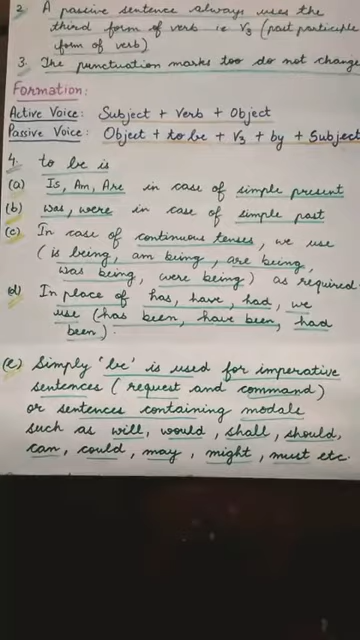 2. A passive sentence always uses the
third form of verb ie V3 (past participle
form of verb)
3. The punctuation marks too do not change
Formation:
Active Voice: Subject + Verb + Object
Passive Voice: Object + to be + V3 + by + Subject
4. to be is
(a) Is, Am, Are in case of simple present
(b) was, were in case of simple past
(c) In case of continuous tenses, we use
(is being, am being, are being,
was being, were being) as required.
(d) In place of has, have, had, we
use (has been, have been, had
been).
(e) Simply 'be' is used for imperative
sentences (request and command)
or sentences containing modals
such as will, would, shall, should,
can, could, may, might, must etc.